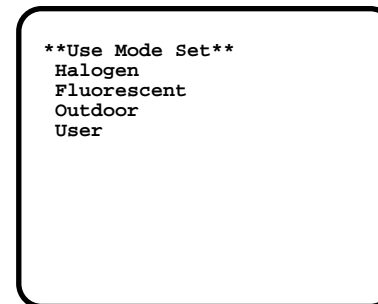 **Use Mode Set**
Halogen
Fluorescent
Outdoor
User